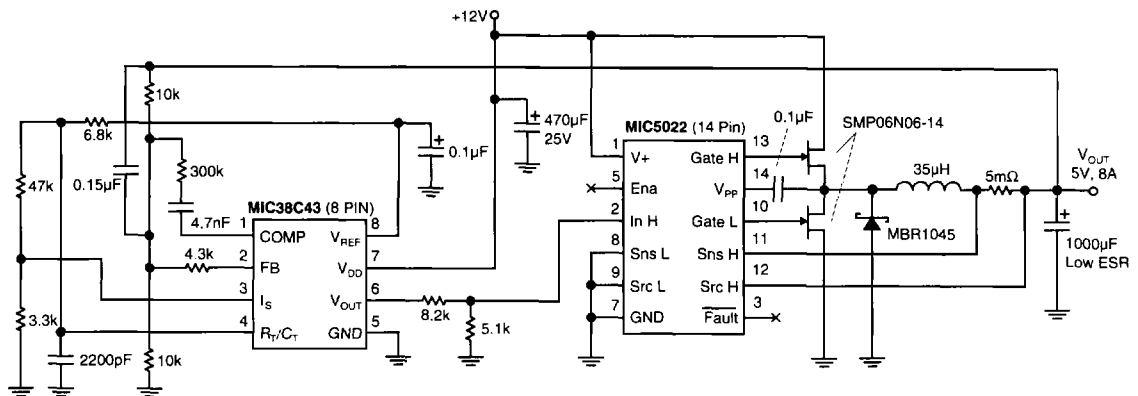 +12V
10k
6.8k
47k
0.15µF
300k
4.7nF
+
0.1µF
+
470µF
25V
MIC38C43 (8 PIN)
1
COMP
2
FB
3
IS
4
RT/CT
VREF
8
VDD
7
VOUT
6
GND
5
4.3k
3.3k
2200pF
10k
8.2k
5.1k
MIC5022 (14 Pin)
1
V+
5
Ena
2
In H
8
Sns L
9
Src L
7
GND
Gate H
13
VPP
14
Gate L
10
Sns H
11
Src H
12
Fault
3
0.1µF
SMP06N06-14
35µH
5mΩ
MBR1045
VOUT
5V, 8A
+
1000µF
Low ESR